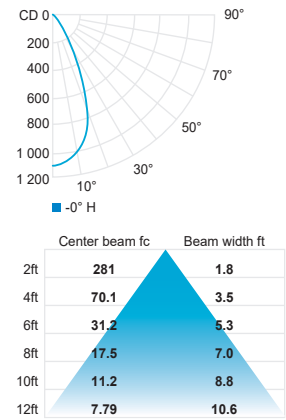 CD 0
90°
200
400
70°
600
800
50°
1 000
30°
1 200
10°
-0° H
Center beam fc Beam width ft
2ft 281 1.8
4ft 70.1 3.5
6ft 31.2 5.3
8ft 17.5 7.0
10ft 11.2 8.8
12ft 7.79 10.6